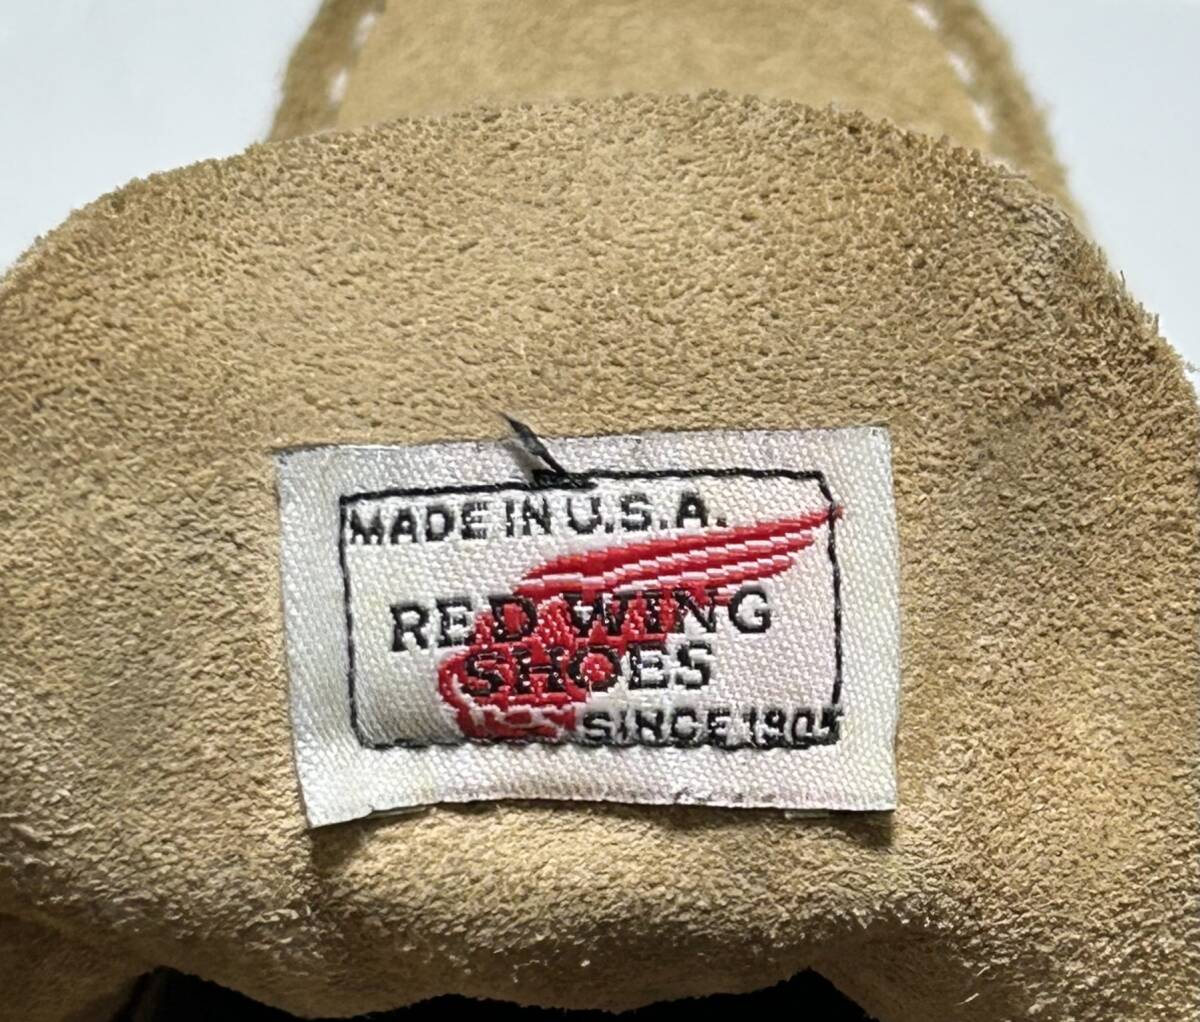 MADE IN U.S.A.
RED WING
SHOES
SINCE 1905